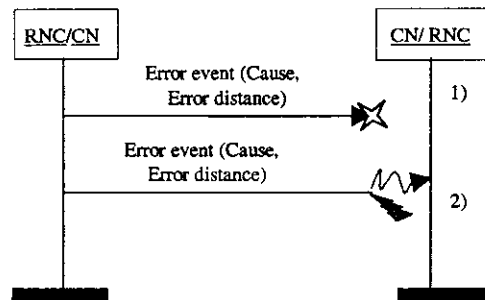 RNC/CN
CN/ RNC
Error event (Cause,
Error distance)
1)
Error event (Cause,
Error distance)
2)